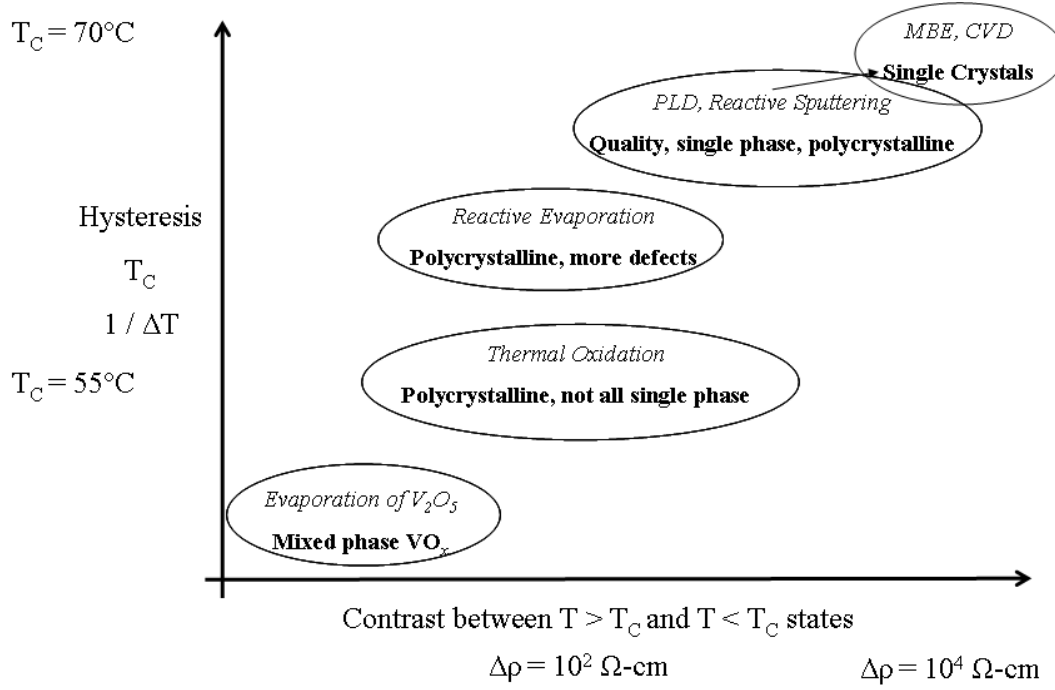 T_C = 70°C
MBE, CVD
Single Crystals
PLD, Reactive Sputtering
Quality, single phase, polycrystalline
Hysteresis
T_C
1 / ΔT
Reactive Evaporation
Polycrystalline, more defects
T_C = 55°C
Thermal Oxidation
Polycrystalline, not all single phase
Evaporation of V₂O₅
Mixed phase VOₓ
Contrast between T > T_C and T < T_C states
Δρ = 10² Ω-cm
Δρ = 10⁴ Ω-cm